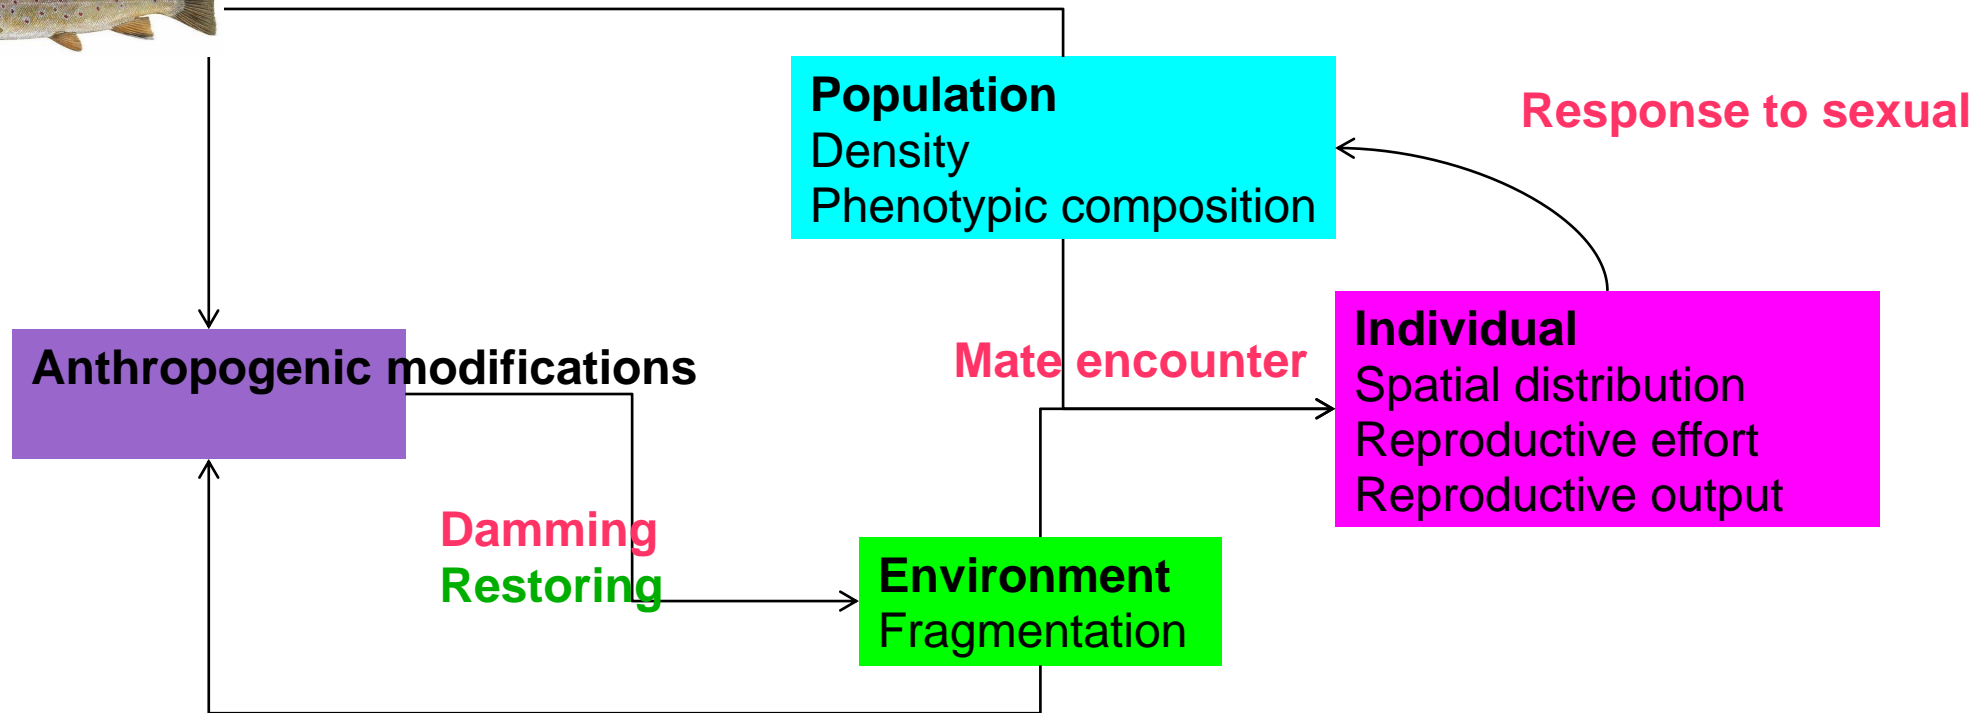 Population
Density
Phenotypic composition
Response to sexual
Anthropogenic modifications
Mate encounter
Individual
Spatial distribution
Reproductive effort
Reproductive output
Damming
Restoring
Environment
Fragmentation